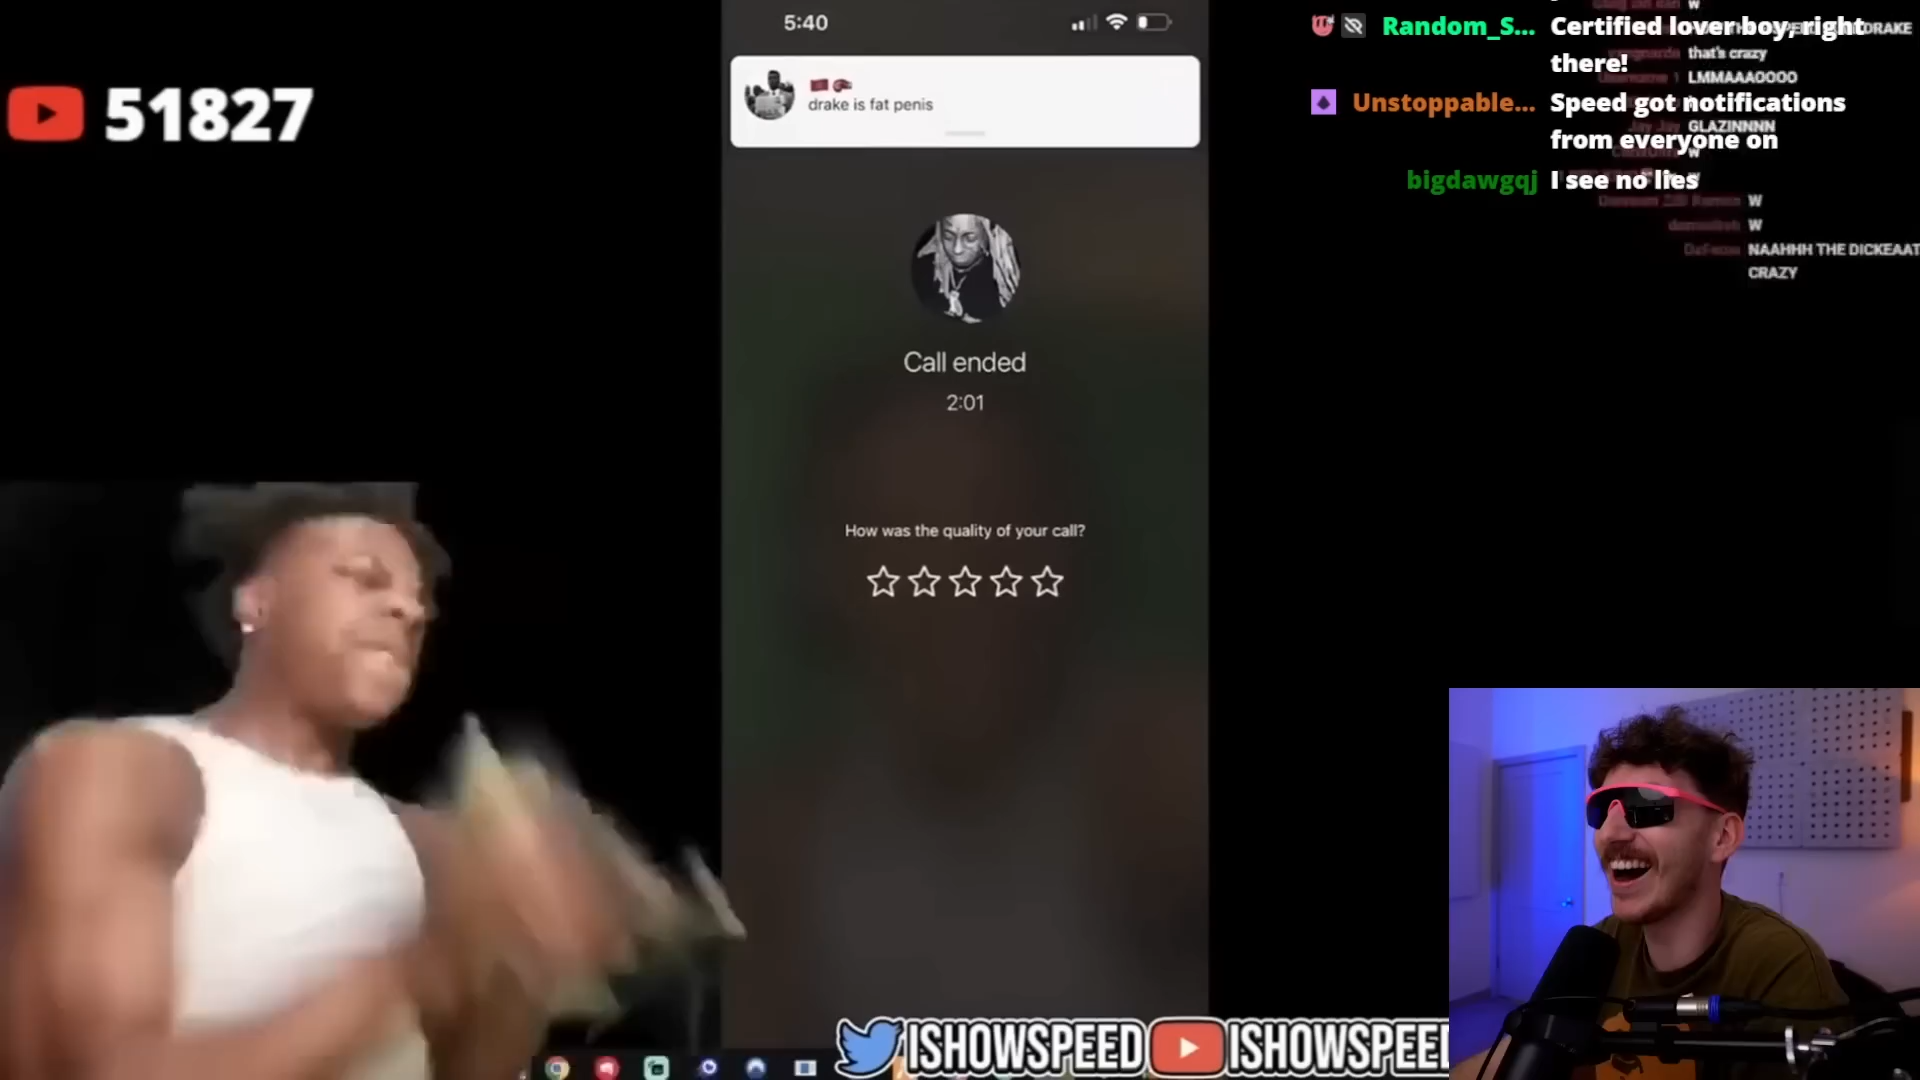 5:40
51827
drake is fat penis
Call ended
2:01
How was the quality of your call?
Random_S... Certified lover boy, right
there!
Unstoppable... Speed got notifications
from everyone on
bigdawgqj I see no lies
W
DRAKE
that's crazy
LMMAAAOOOO
GLAZINNNN
W
W
W
NAAHHH THE DICKEAAT
CRAZY
ISHOWSPEED ISHOWSPEED